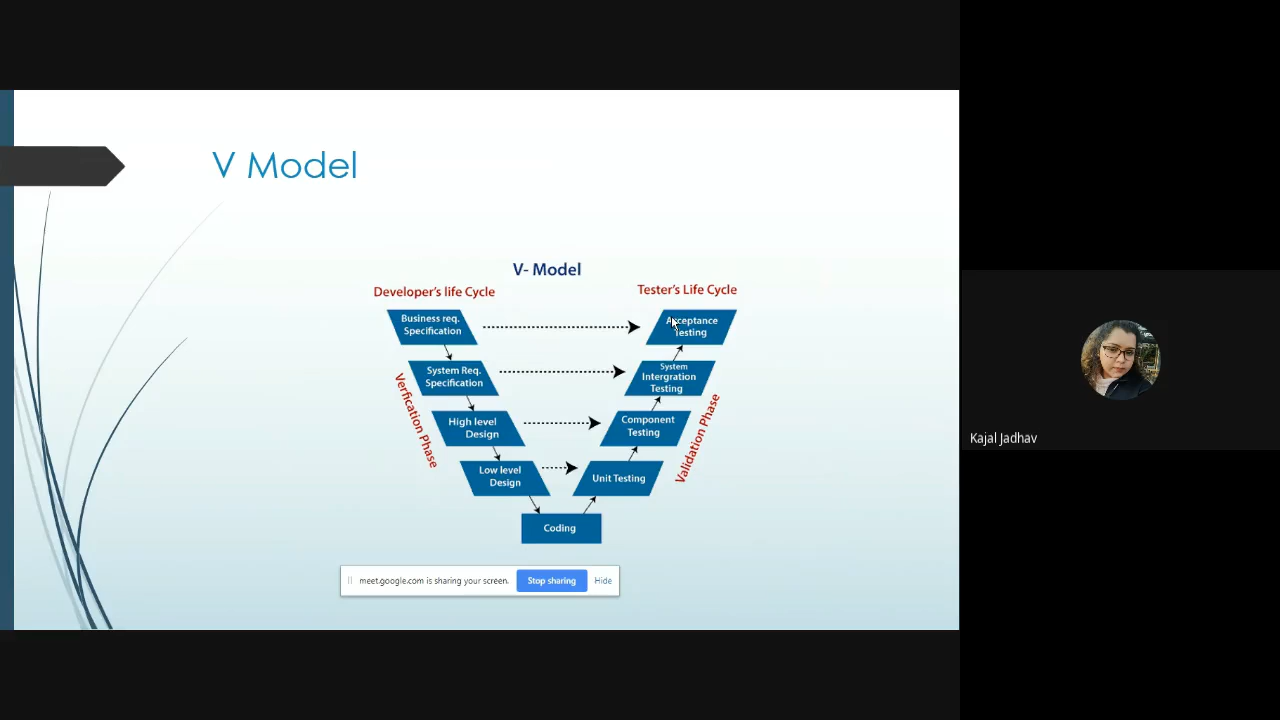 V Model
V- Model
Developer's life Cycle
Tester's Life Cycle
Business req.
Specification
Acceptance
Testing
System Req.
Specification
System
Intergration
Testing
High level
Design
Component
Testing
Low level
Design
Unit Testing
Coding
Verfication Phase
Validation Phase
meet.google.com is sharing your screen.
Stop sharing
Hide
Kajal Jadhav